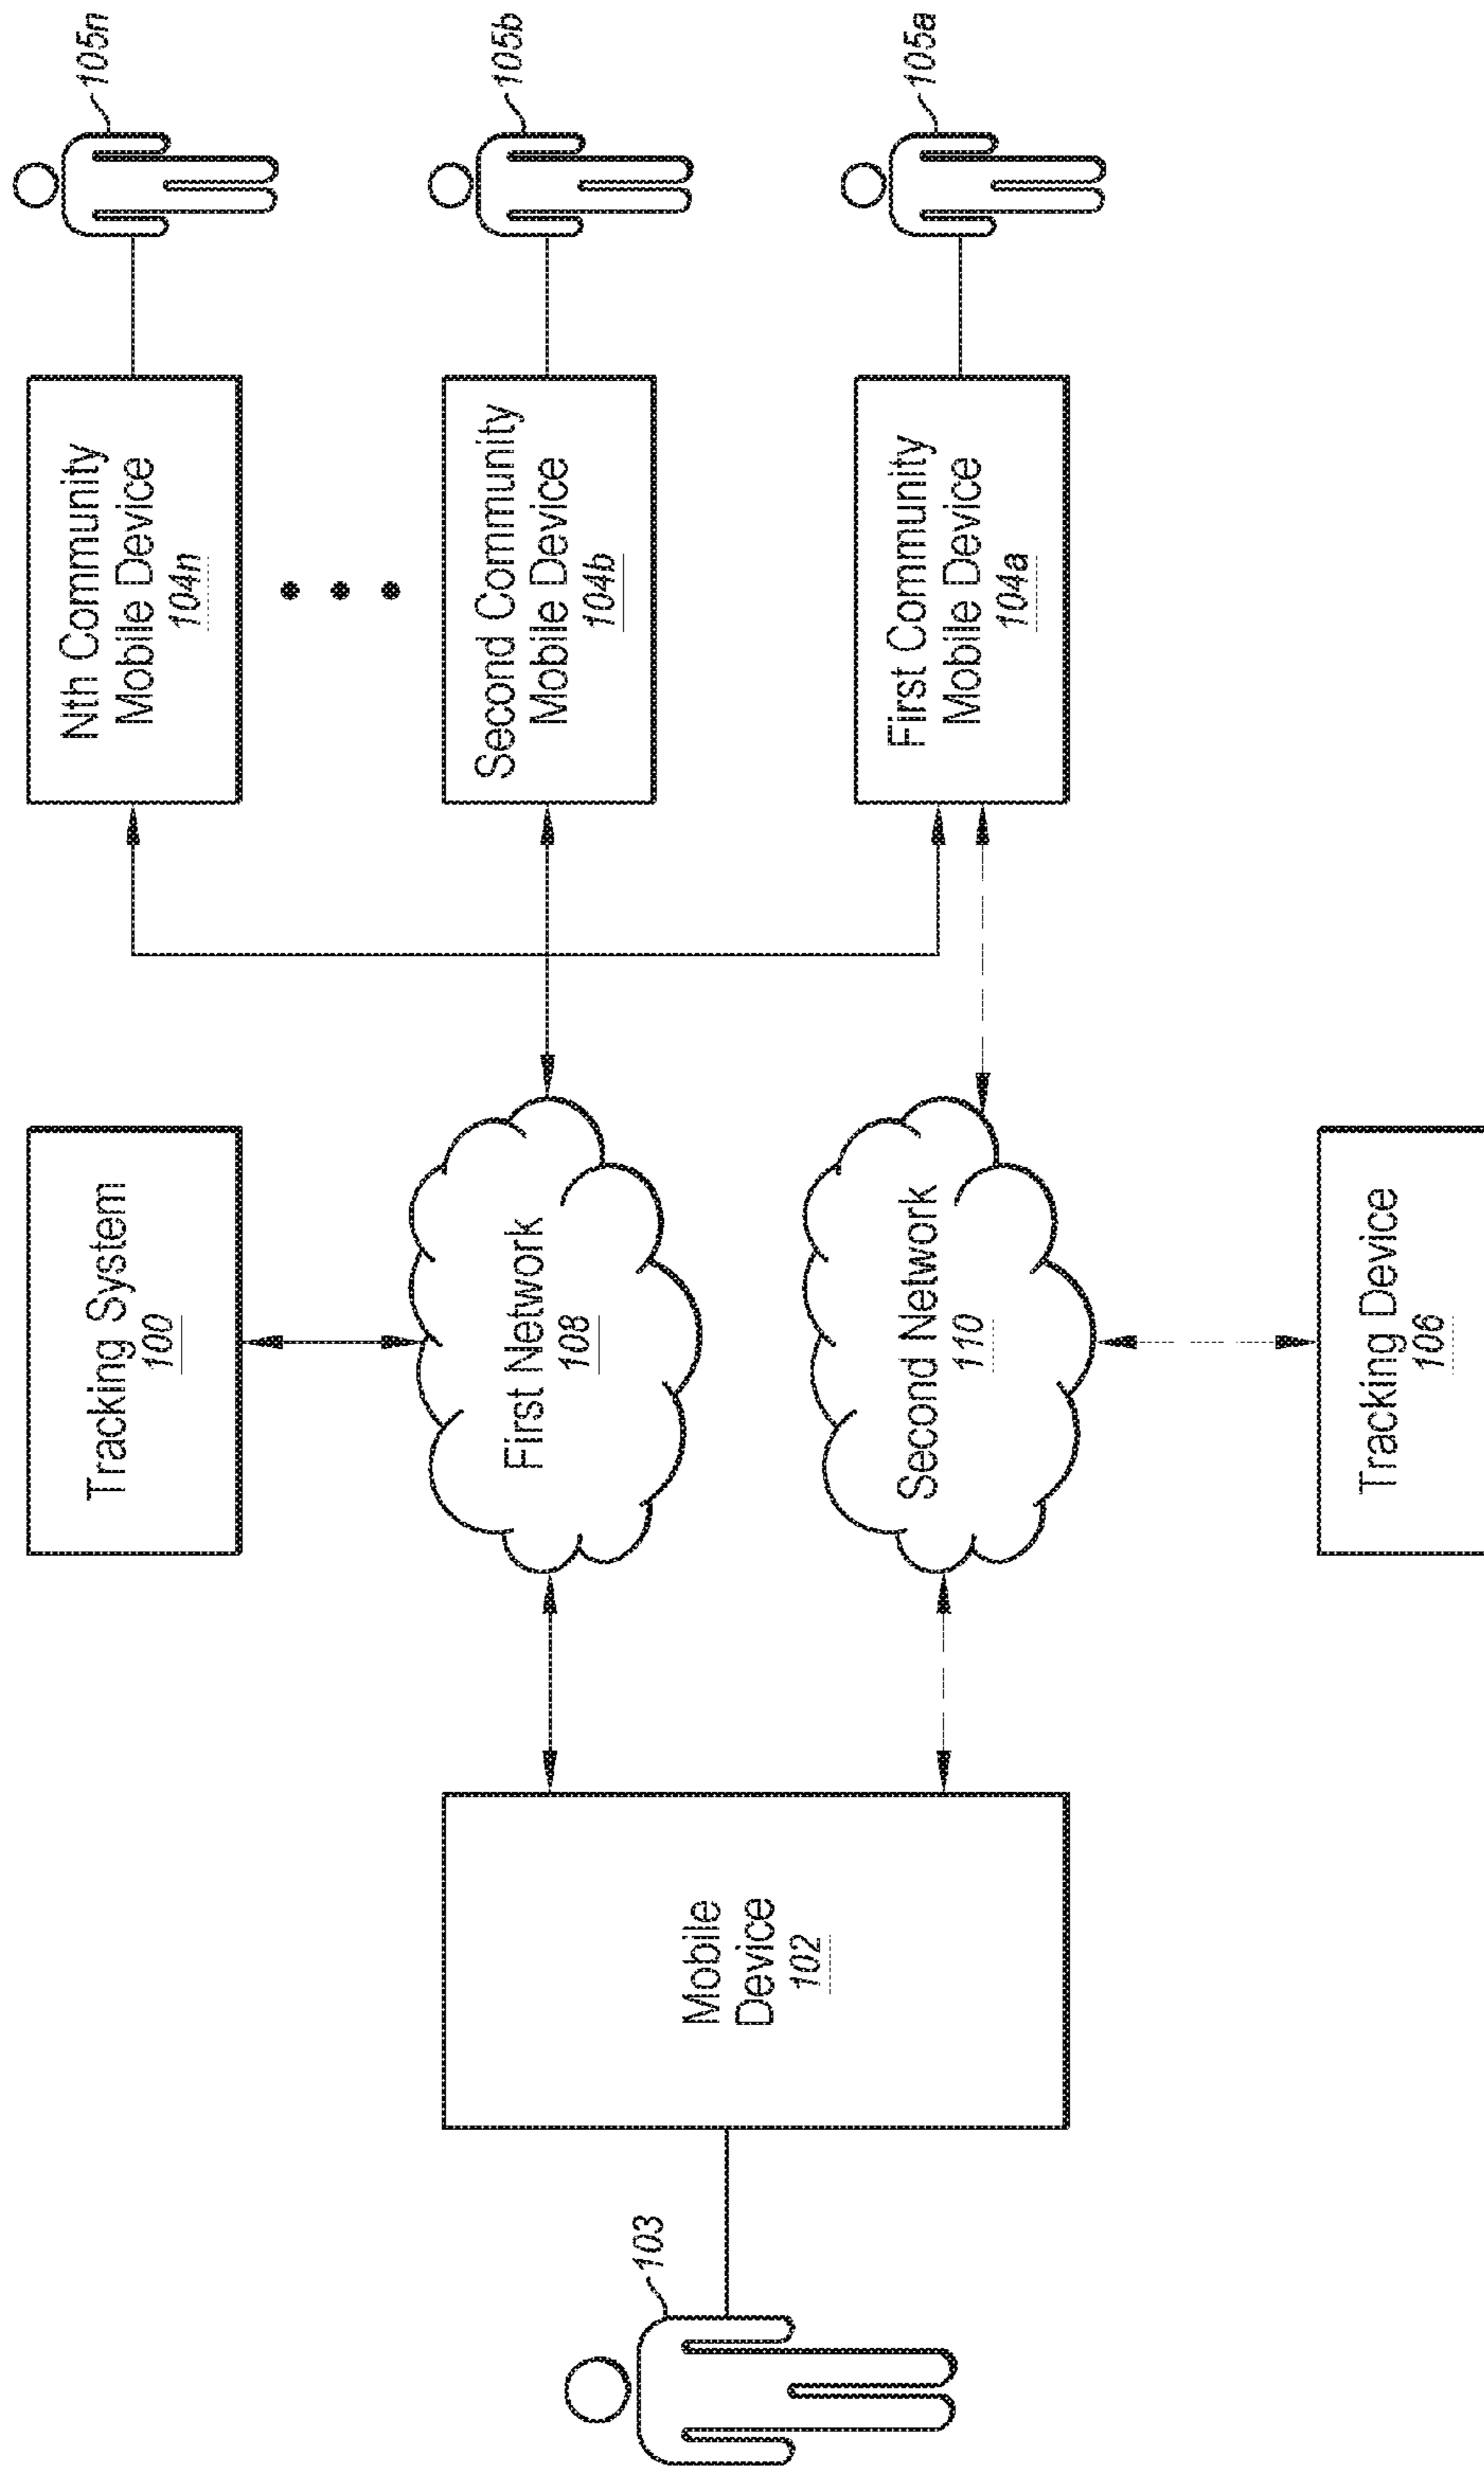 Tracking System
100
Nth Community
Mobile Device
104n
105n
First Network
108
Second Community
Mobile Device
104b
105b
103
Mobile
Device
102
Second Network
110
First Community
Mobile Device
104a
105a
Tracking Device
106